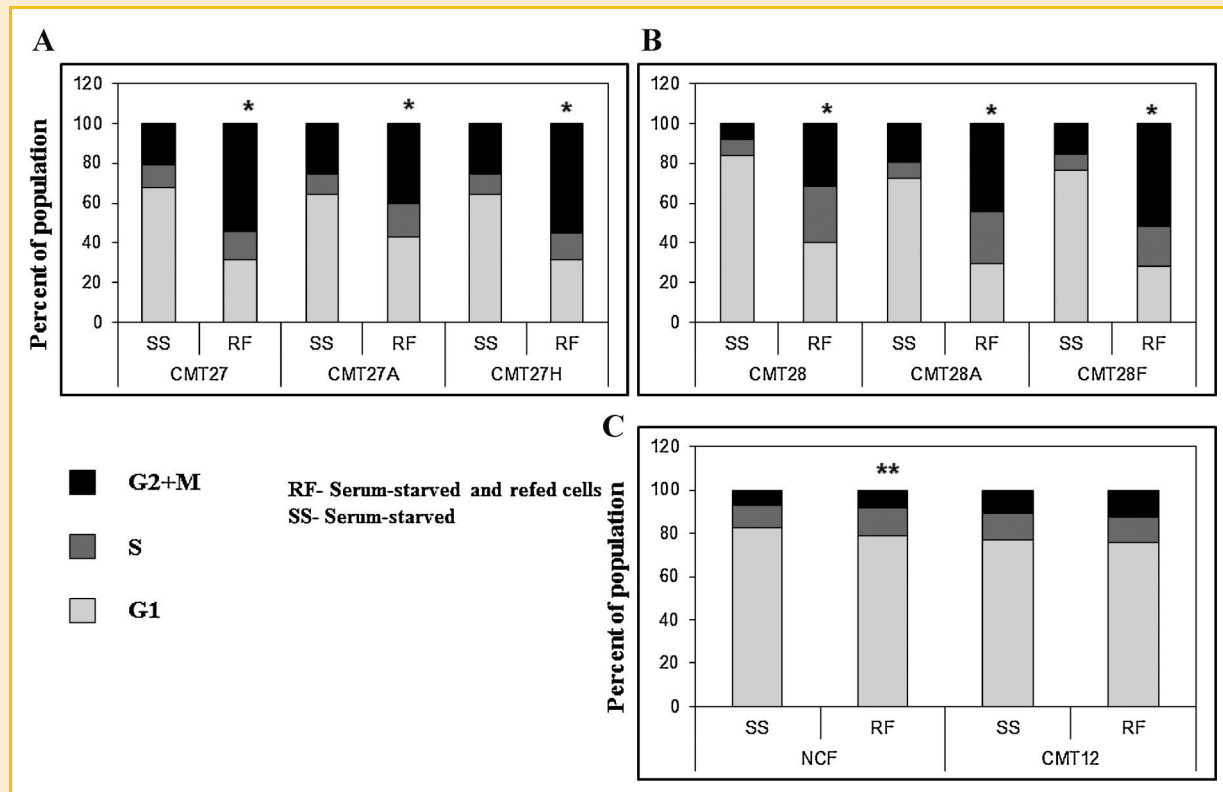 A
B
Percent of population
120
100
80
60
40
20
0
* * *
SS RF SS RF SS RF
CMT27 CMT27A CMT27H
120
100
80
60
40
20
0
* * *
SS RF SS RF SS RF
CMT28 CMT28A CMT28F
G2+M
S
G1
RF- Serum-starved and refed cells
SS- Serum-starved
C
Percent of population
120
100
80
60
40
20
0
**
SS RF SS RF
NCF CMT12